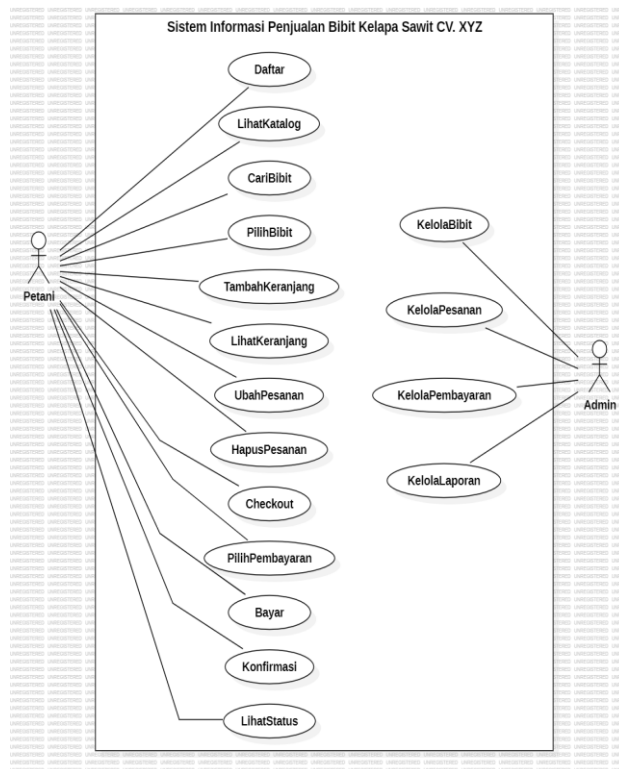 Sistem Informasi Penjualan Bibit Kelapa Sawit CV. XYZ
Daftar
LihatKatalog
CariBibit
PilihBibit
TambahKeranjang
LihatKeranjang
UbahPesanan
HapusPesanan
Checkout
PilihPembayaran
Bayar
Konfirmasi
LihatStatus
Petani
KelolaBibit
KelolaPesanan
KelolaPembayaran
KelolaLaporan
Admin